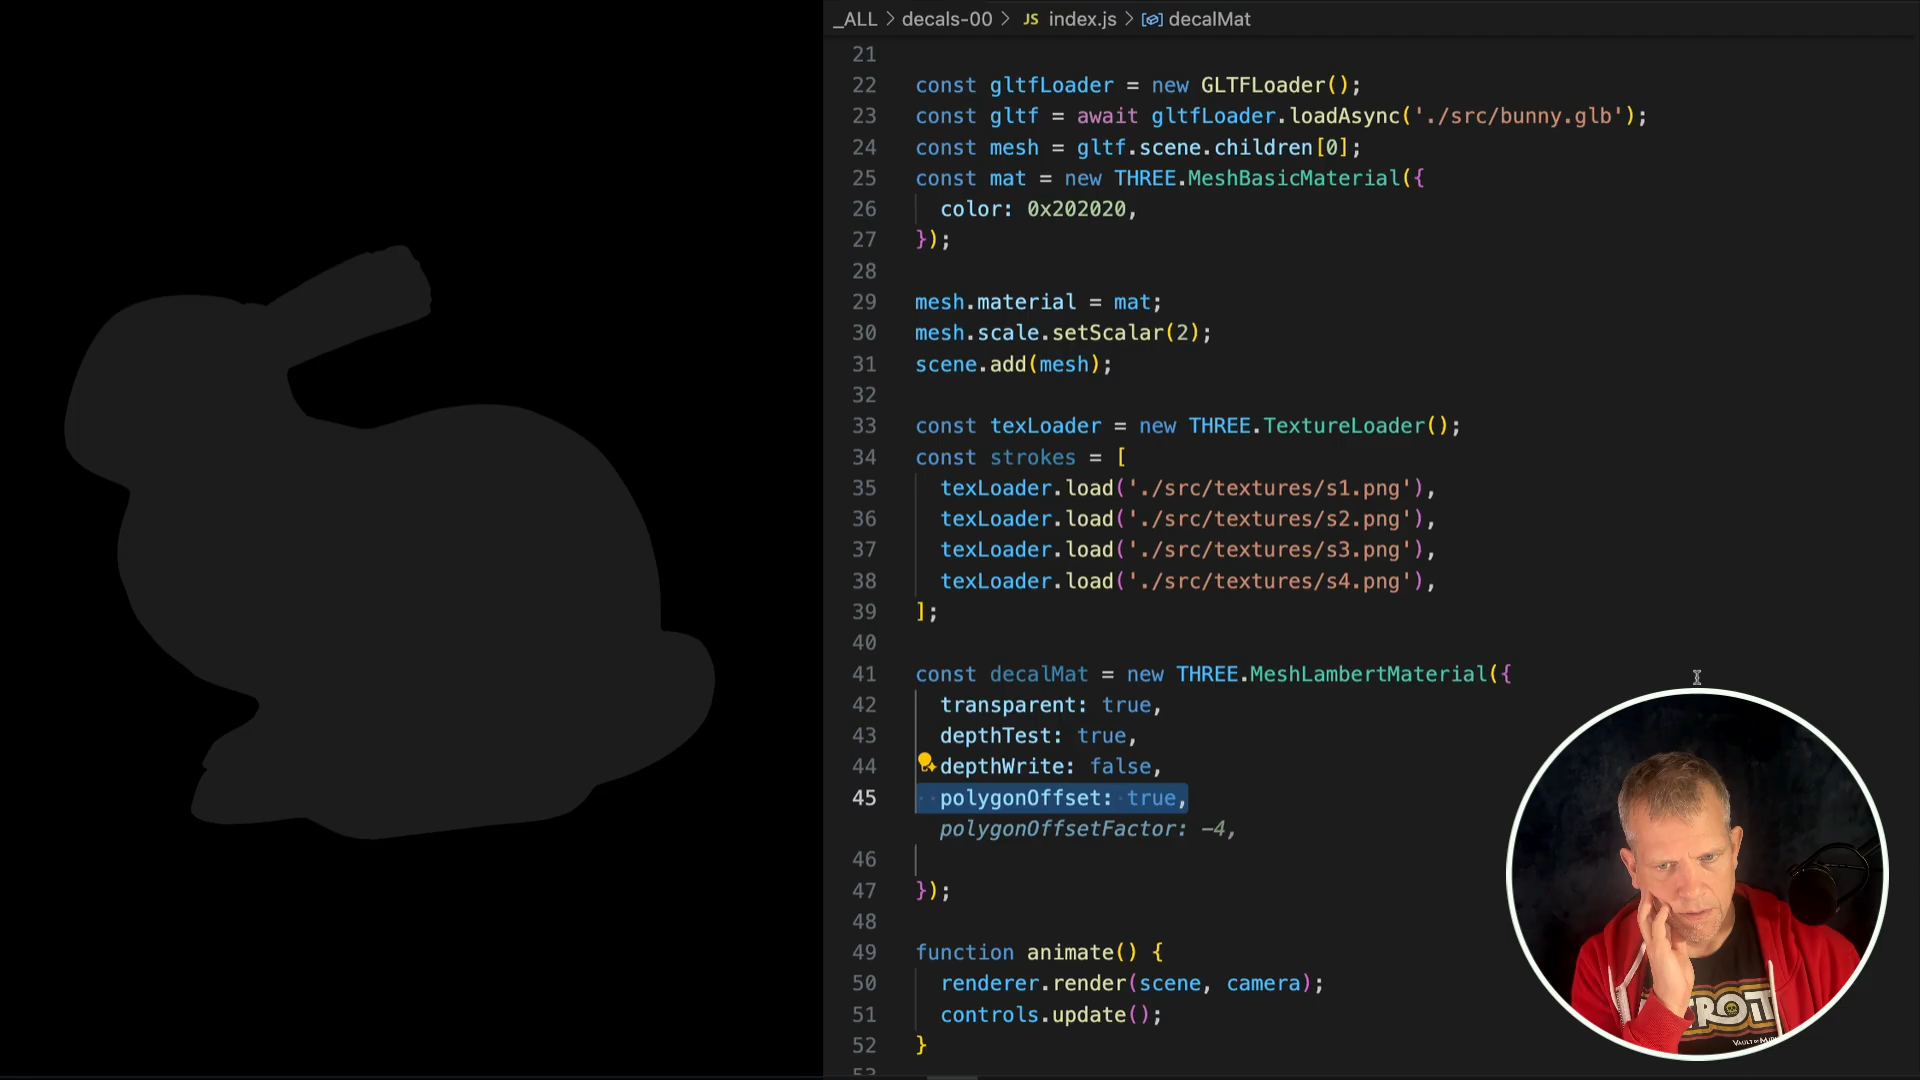 _ALL > decals-00 > JS index.js > decalMat
21
22 const gltfLoader = new GLTFLoader();
23 const gltf = await gltfLoader.loadAsync('./src/bunny.glb');
24 const mesh = gltf.scene.children[0];
25 const mat = new THREE.MeshBasicMaterial({
26 color: 0x202020,
27 });
28
29 mesh.material = mat;
30 mesh.scale.setScalar(2);
31 scene.add(mesh);
32
33 const texLoader = new THREE.TextureLoader();
34 const strokes = [
35 texLoader.load('./src/textures/s1.png'),
36 texLoader.load('./src/textures/s2.png'),
37 texLoader.load('./src/textures/s3.png'),
38 texLoader.load('./src/textures/s4.png'),
39 ];
40
41 const decalMat = new THREE.MeshLambertMaterial({
42 transparent: true,
43 depthTest: true,
44 depthWrite: false,
45 polygonOffset: true,
polygonOffsetFactor: -4,
46
47 });
48
49 function animate() {
50 renderer.render(scene, camera);
51 controls.update();
52 }